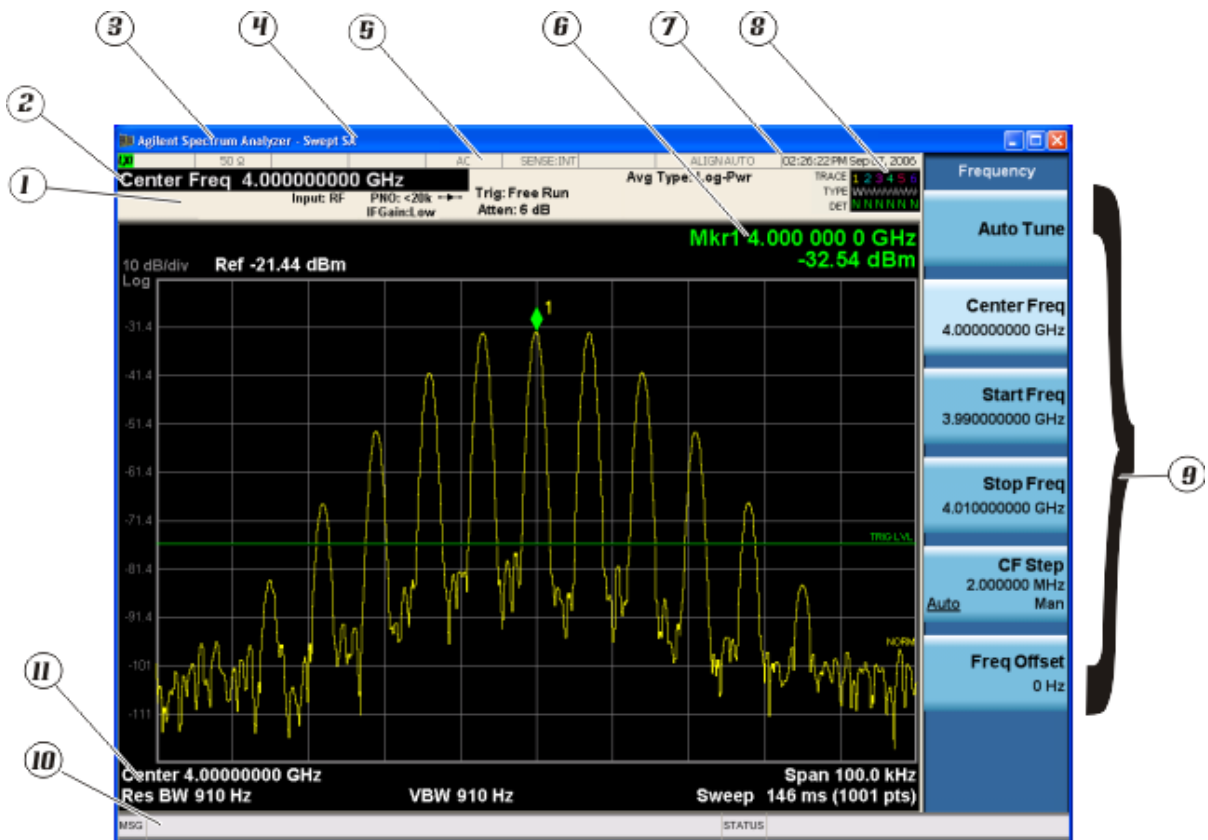 3 4 5 6 7 8
2
Agilent Spectrum Analyzer - Swept SA
LXI 50 Ω AC SENSE:INT ALIGNAUTO 02:26:22 PM Sep 07, 2006
Frequency
Center Freq 4.000000000 GHz
Avg Type: Log-Pwr
TRACE 1 2 3 4 5 6
1
Input: RF
PNO: <20k
Trig: Free Run
TYPE
IFGain:Low
Atten: 6 dB
DET N N N N N N
Auto Tune
Mkr1 4.000 000 0 GHz
-32.54 dBm
10 dB/div Ref -21.44 dBm
Log
1
-31.4
-41.4
-51.4
-61.4
-71.4
TRIG LVL
-81.4
-91.4
NORM
-101
-111
Center Freq
4.000000000 GHz
Start Freq
3.990000000 GHz
Stop Freq
4.010000000 GHz
CF Step
2.000000 MHz
Auto Man
Freq Offset
0 Hz
9
11
10
Center 4.00000000 GHz
Span 100.0 kHz
Res BW 910 Hz
VBW 910 Hz
Sweep 146 ms (1001 pts)
MSG
STATUS